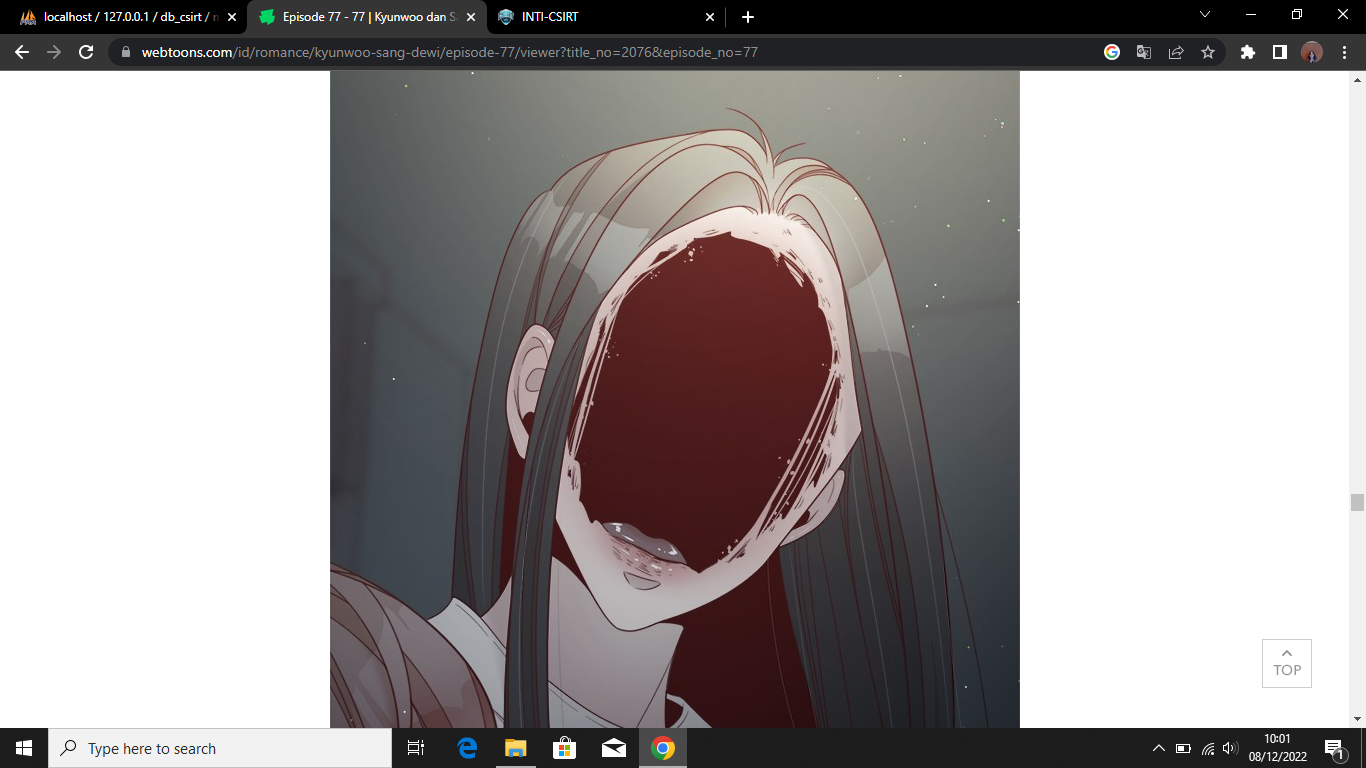 localhost / 127.0.0.1 / db_csirt / n
Episode 77 - 77 | Kyunwoo dan S
INTI-CSIRT
webtoons.com/id/romance/kyunwoo-sang-dewi/episode-77/viewer?title_no=2076&episode_no=77
TOP
Type here to search
10:01
08/12/2022
1